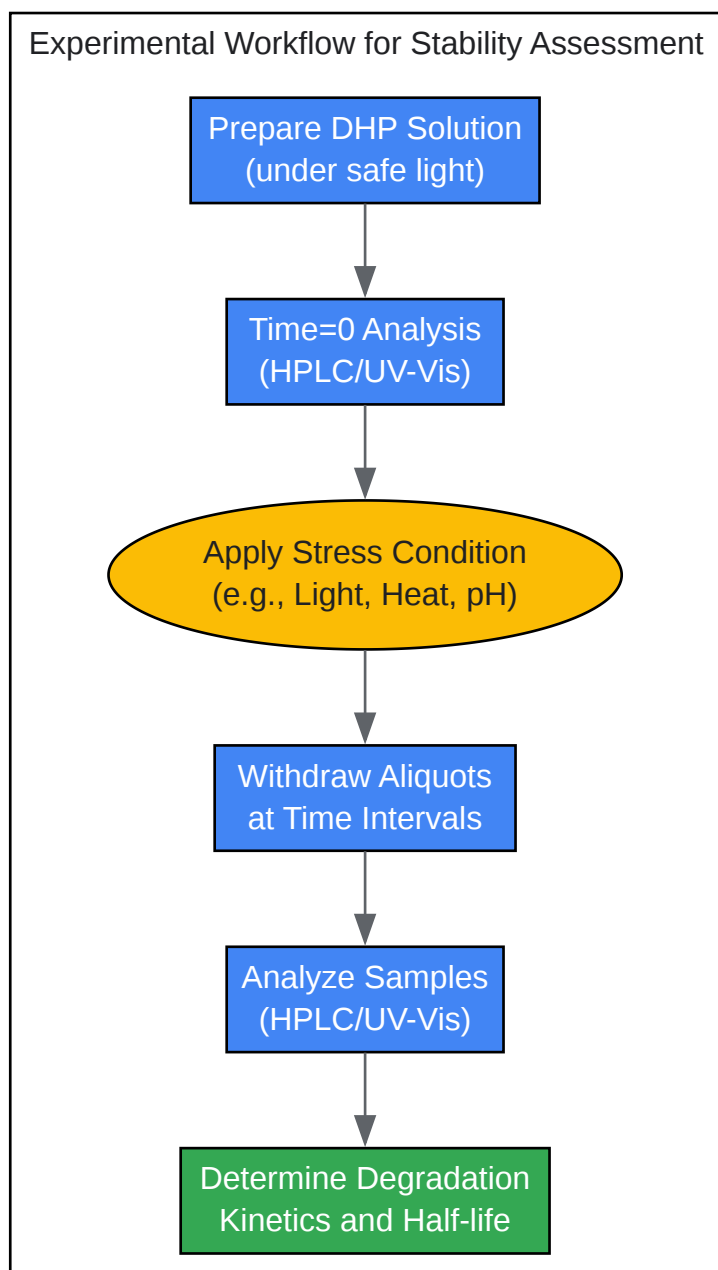 Experimental Workflow for Stability Assessment
Prepare DHP Solution
(under safe light)
Time=0 Analysis
(HPLC/UV-Vis)
Apply Stress Condition
(e.g., Light, Heat, pH)
Withdraw Aliquots
at Time Intervals
Analyze Samples
(HPLC/UV-Vis)
Determine Degradation
Kinetics and Half-life